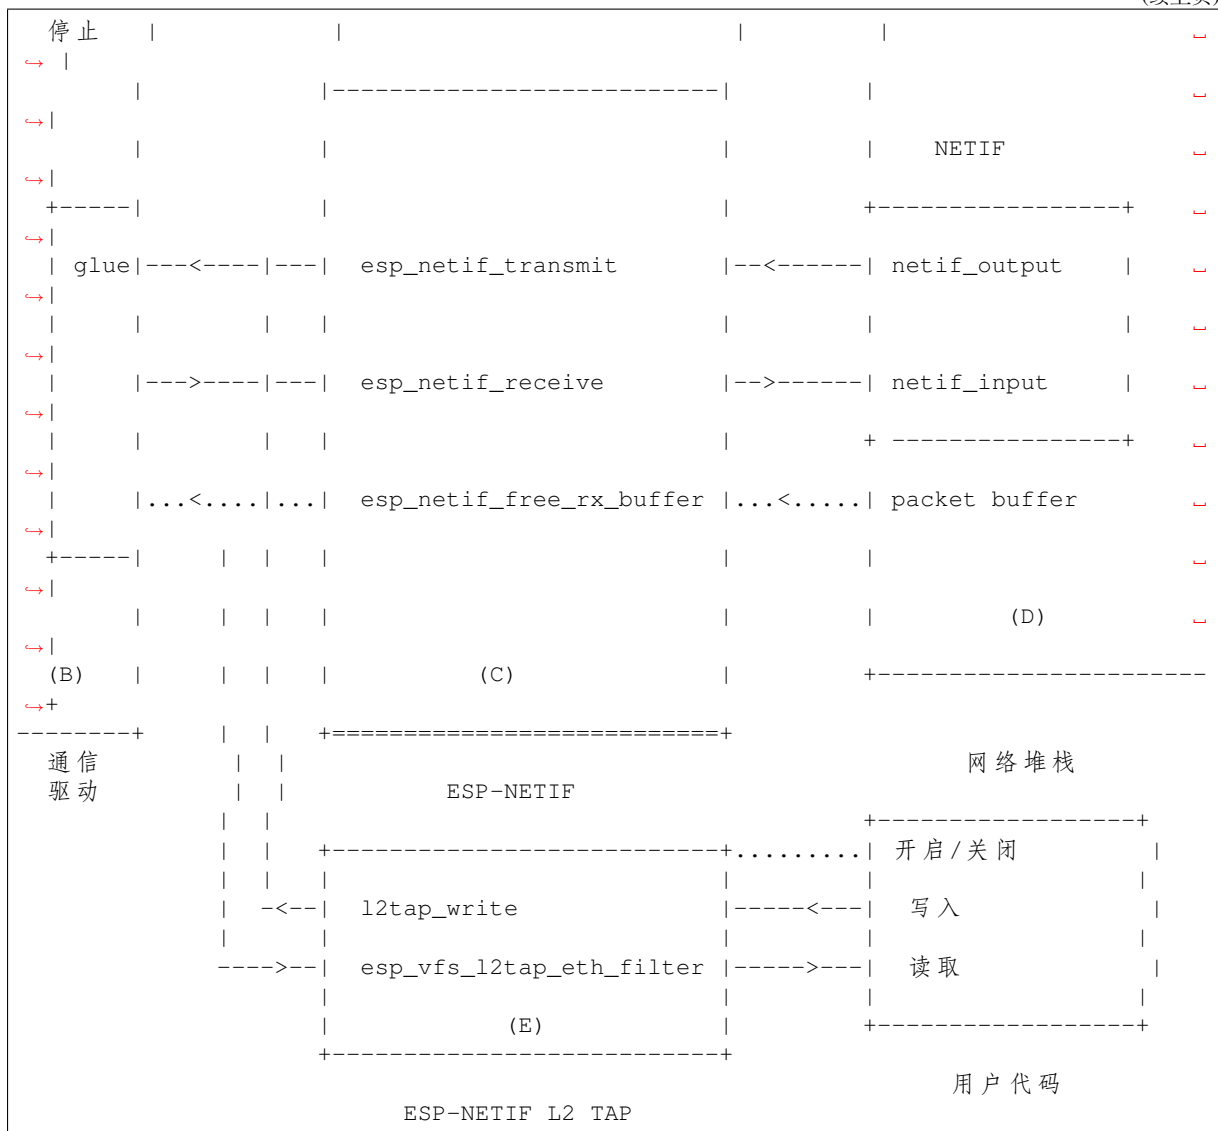 停止   |            |                           |         |                     ␣
↪ |
        |            |---------------------------|         |                      ␣
↪|
        |            |                           |         |    NETIF             ␣
↪|
  +-----|            |                           |         +-----------------+    ␣
↪|
  | glue|---<----|---|  esp_netif_transmit       |--<------| netif_output    |    ␣
↪|
  |     |        |   |                           |         |                 |    ␣
↪|
  |     |--->----|---|  esp_netif_receive        |-->------| netif_input     |    ␣
↪|
  |     |        |   |                           |         + ----------------+    ␣
↪|
  |     |...<....|...|  esp_netif_free_rx_buffer |...<.....| packet buffer        ␣
↪|
  +-----|     |  |   |                           |         |                      ␣
↪|
        |     |  |   |                           |         |         (D)          ␣
↪|
  (B)   |     |  |   |          (C)              |         +-----------------------
↪+
--------+     |  |   +===========================+
通信          |  |                                               网络堆栈
驱动          |  |           ESP-NETIF
              |  |                                         +------------------+
              |  |   +---------------------------+.........| 开启/关闭         |
              |  |   |                           |         |                  |
              |  -<--|  l2tap_write              |-----<---|  写入             |
              |      |                           |         |                  |
              ---->--|  esp_vfs_l2tap_eth_filter |----->---|  读取             |
                     |                           |         |                  |
                     |            (E)            |         +------------------+
                     +---------------------------+
                                                                用户代码
                          ESP-NETIF L2 TAP